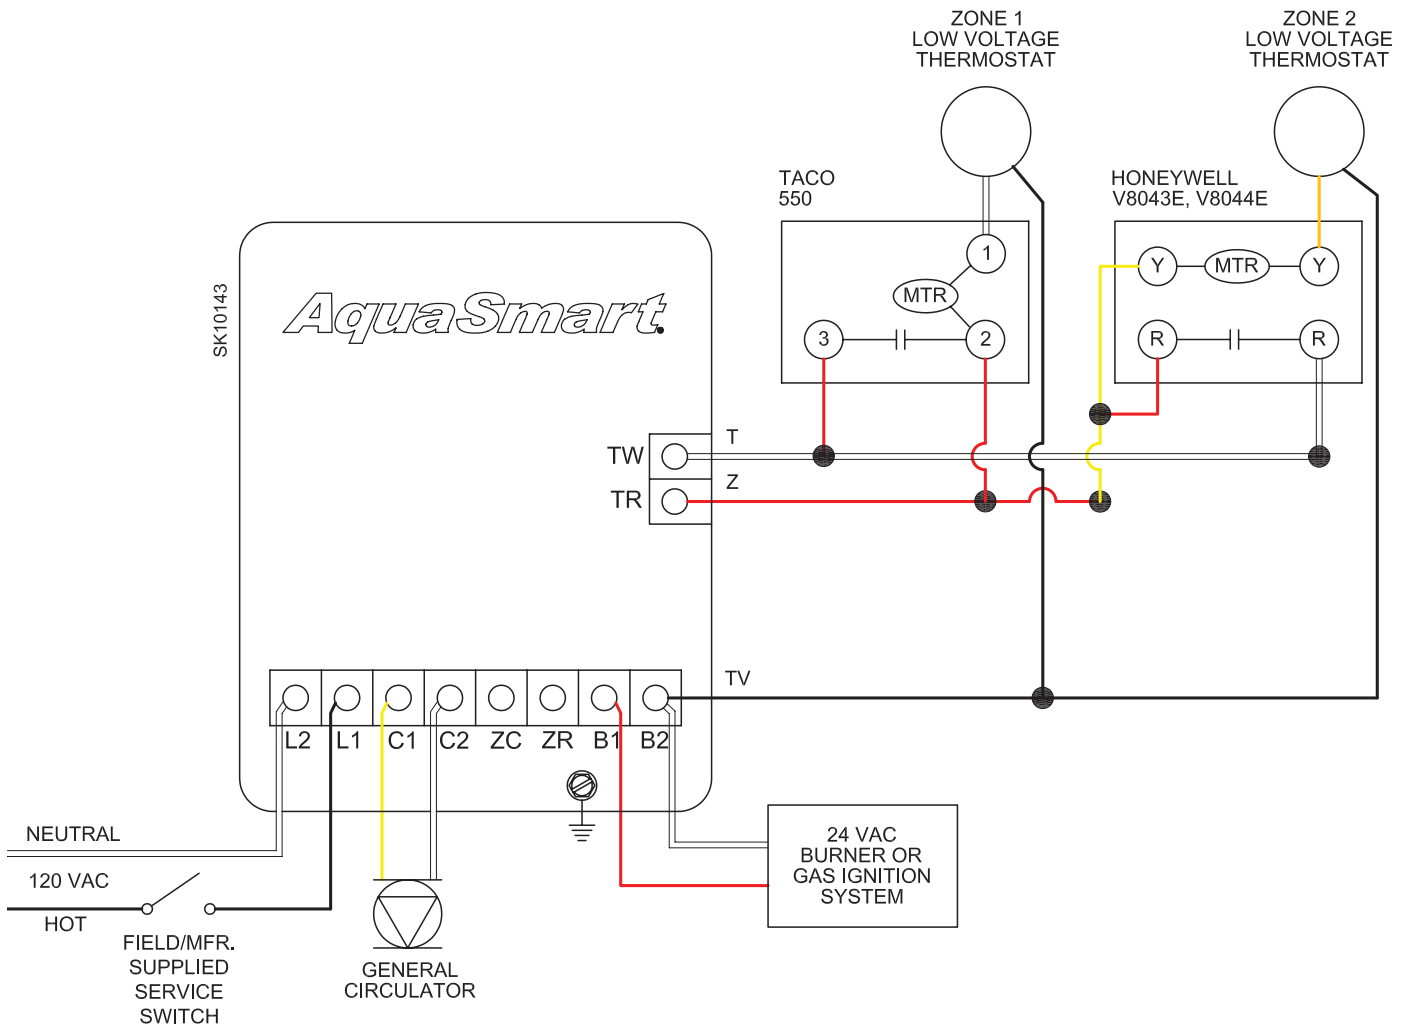 ZONE 1
LOW VOLTAGE
THERMOSTAT
ZONE 2
LOW VOLTAGE
THERMOSTAT
TACO
550
HONEYWELL
V8043E, V8044E
1
MTR
3
2
Y
MTR
Y
R
R
SK10143
AquaSmart
TW
T
TR
Z
TV
L2
L1
C1
C2
ZC
ZR
B1
B2
NEUTRAL
120 VAC
HOT
FIELD/MFR.
SUPPLIED
SERVICE
SWITCH
GENERAL
CIRCULATOR
24 VAC
BURNER OR
GAS IGNITION
SYSTEM